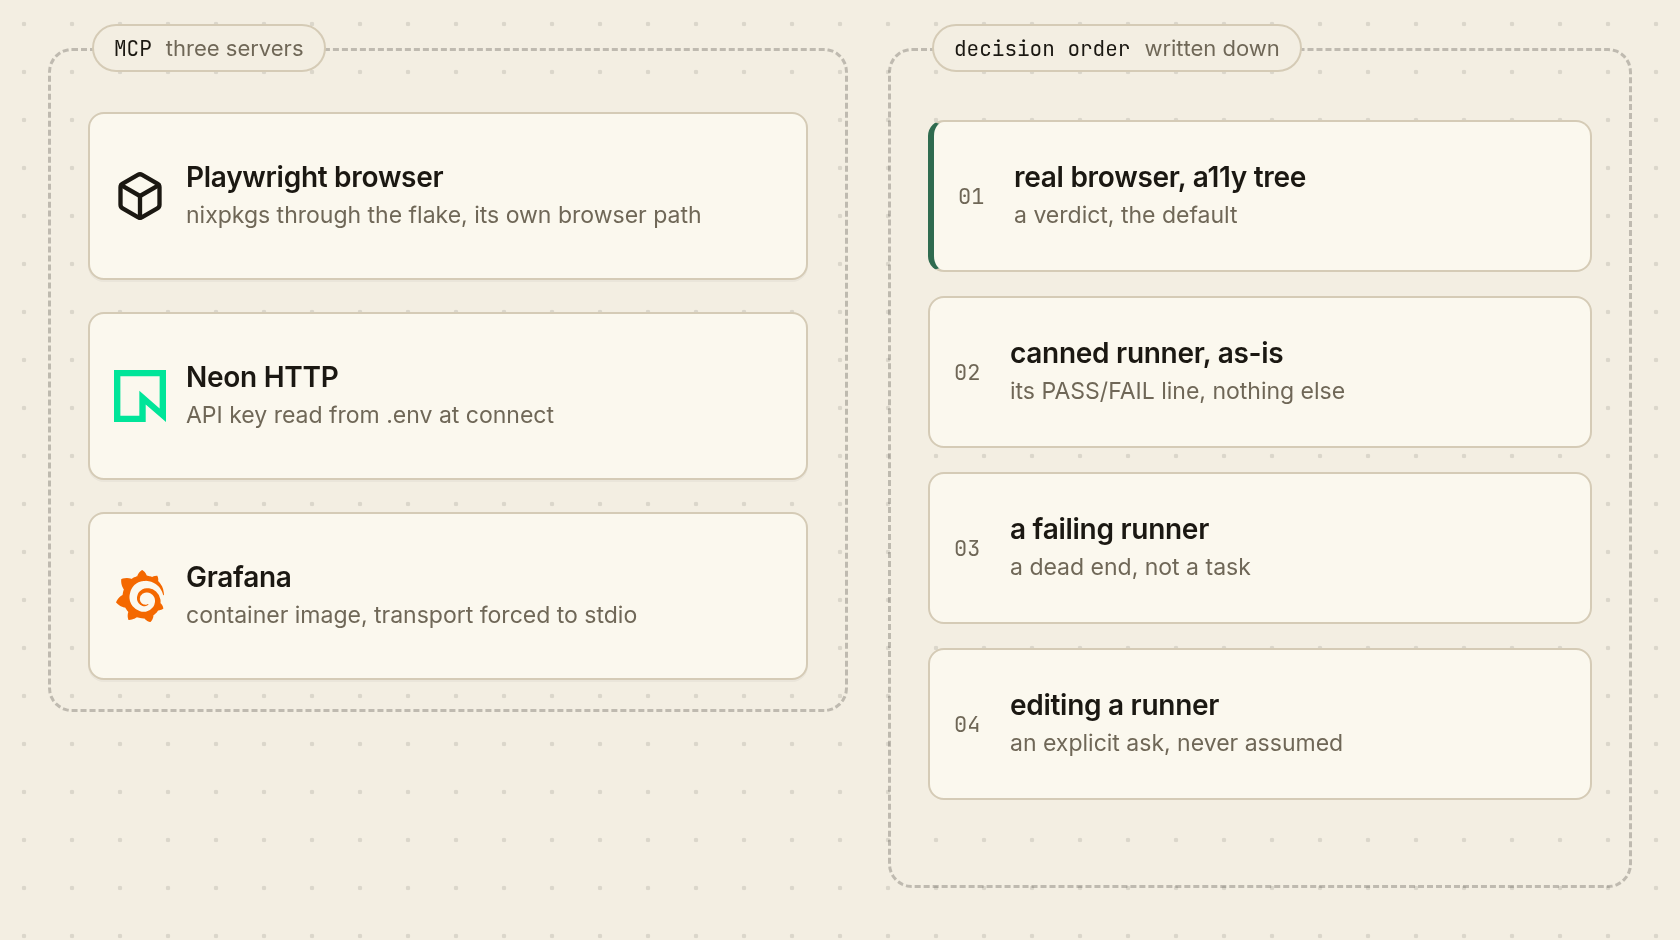 MCP three servers
Playwright browser
nixpkgs through the flake, its own browser path
Neon HTTP
API key read from .env at connect
Grafana
container image, transport forced to stdio
decision order written down
01
real browser, a11y tree
a verdict, the default
02
canned runner, as-is
its PASS/FAIL line, nothing else
03
a failing runner
a dead end, not a task
04
editing a runner
an explicit ask, never assumed